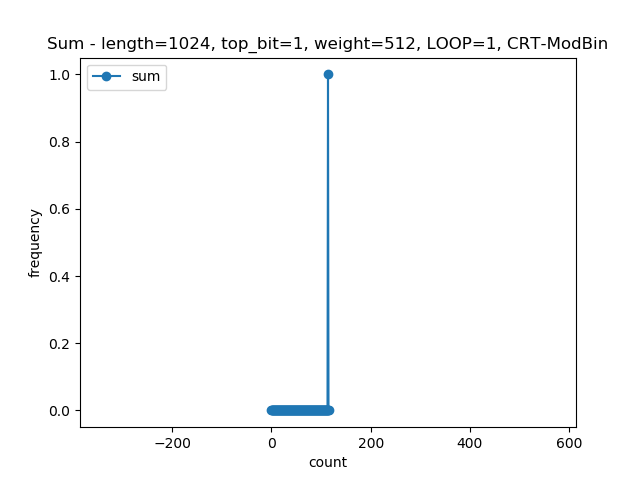 Sum - length=1024, top_bit=1, weight=512, LOOP=1, CRT-ModBin
sum
frequency
1.0
0.8
0.6
0.4
0.2
0.0
−200 0 200 400 600
count